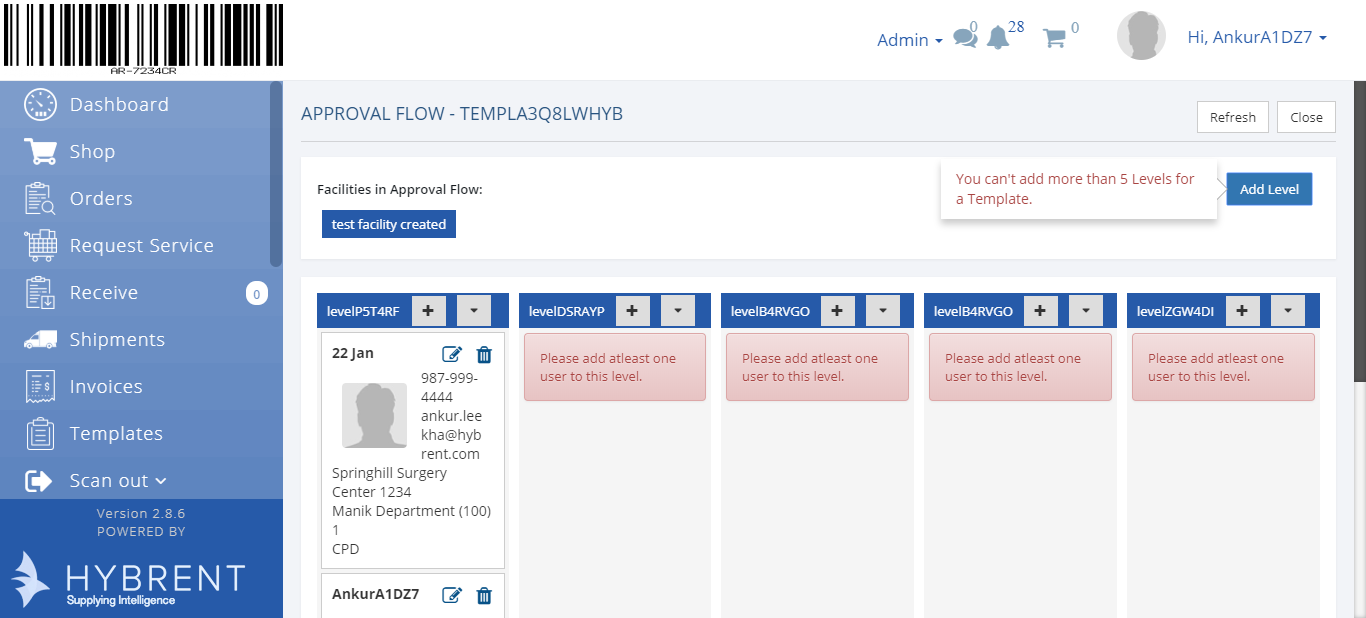 AR-7234CR
Admin
0
28
0
Hi, AnkurA1DZ7
Dashboard
Shop
Orders
Request Service
Receive
0
Shipments
Invoices
Templates
Scan out
Version 2.8.6
POWERED BY
HYBRENT
Supplying Intelligence
APPROVAL FLOW - TEMPLA3Q8LWHYB
Refresh
Close
Facilities in Approval Flow:
test facility created
You can't add more than 5 Levels for
a Template.
Add Level
levelP5T4RF
levelDSRAYP
levelB4RVGO
levelB4RVGO
levelZGW4DI
22 Jan
987-999-
4444
ankur.lee
kha@hyb
rent.com
Springhill Surgery
Center 1234
Manik Department (100)
1
CPD
AnkurA1DZ7
Please add atleast one
user to this level.
Please add atleast one
user to this level.
Please add atleast one
user to this level.
Please add atleast one
user to this level.